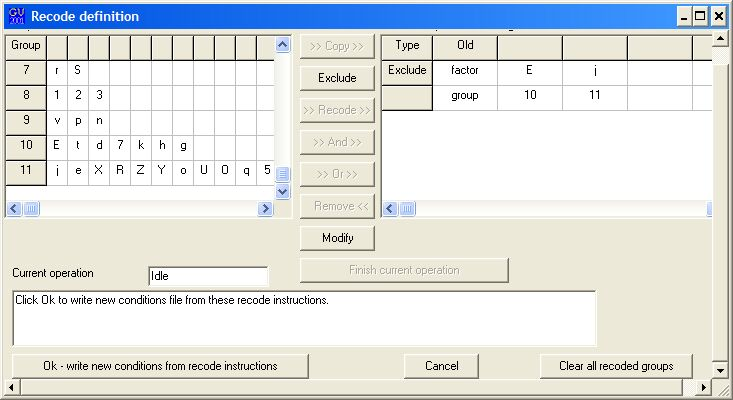 GU 2001 Recode definition
Group
7 r S
8 1 2 3
9 v p n
10 E t d 7 k h g
11 j e X R Z Y o U O q 5
>> Copy >>
Exclude
>> Recode >>
>> And >>
>> Or >>
Remove <<
Modify
Type Old
Exclude factor E j
group 10 11
Current operation Idle
Finish current operation
Click Ok to write new conditions file from these recode instructions.
Ok - write new conditions from recode instructions
Cancel
Clear all recoded groups